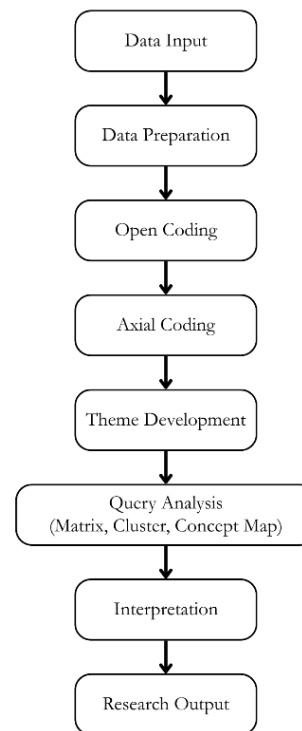 Data Input
Data Preparation
Open Coding
Axial Coding
Theme Development
Query Analysis
(Matrix, Cluster, Concept Map)
Interpretation
Research Output